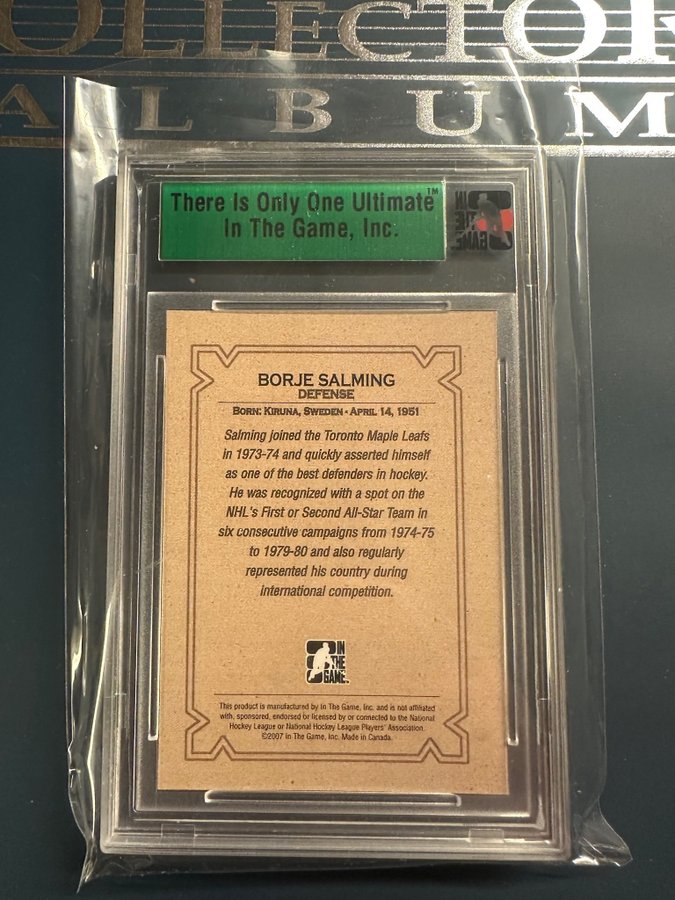 COLLECTOR
ALBUM
There Is Only One Ultimate™
In The Game, Inc.
IN
THE
GAME
BORJE SALMING
DEFENSE
BORN: KIRUNA, SWEDEN • APRIL 14, 1951
Salming joined the Toronto Maple Leafs
in 1973-74 and quickly asserted himself
as one of the best defenders in hockey.
He was recognized with a spot on the
NHL's First or Second All-Star Team in
six consecutive campaigns from 1974-75
to 1979-80 and also regularly
represented his country during
international competition.
IN
THE
GAME
This product is manufactured by In The Game, Inc. and is not affiliated
with, sponsored, endorsed or licensed by or connected to the National
Hockey League or National Hockey League Players' Association.
©2007 In The Game, Inc. Made in Canada.